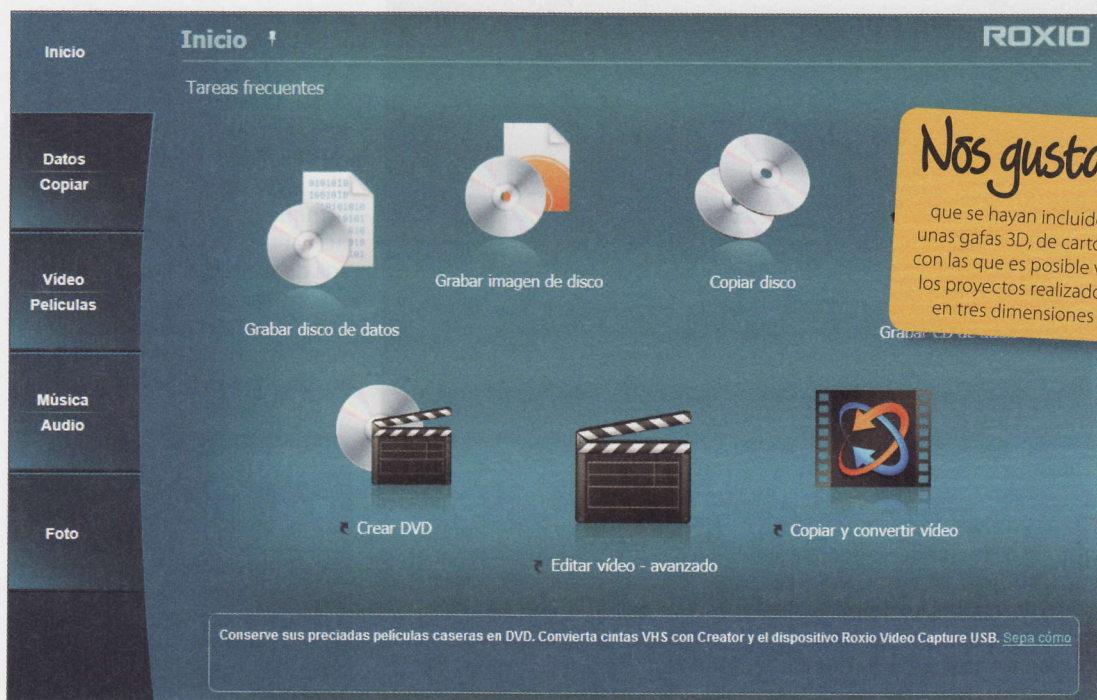 Inicio
Inicio
ROXIO
Tareas frecuentes
Datos
Copiar
Vídeo
Películas
Música
Audio
Foto
Grabar disco de datos
Grabar imagen de disco
Copiar disco
Grabar CD de
Nos gusta
que se hayan incluido
unas gafas 3D, de
con las que es posible
los proyectos
en tres dimensiones
Crear DVD
Editar vídeo - avanzado
Copiar y convertir vídeo
Conserve sus preciadas películas caseras en DVD. Convierta cintas VHS con Creator y el dispositivo Roxio Video Capture USB. Sepa cómo